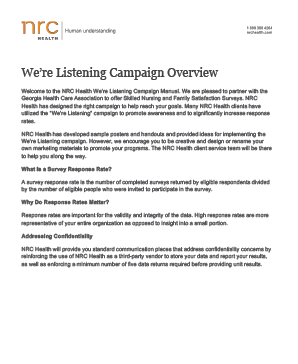 nrc
HEALTH
Human understanding
1 800 388 4264
nrchealth.com
We're Listening Campaign Overview
Welcome to the NRC Health We're Listening Campaign Manual. We are pleased to partner with the
Georgia Health Care Association to offer Skilled Nursing and Family Satisfaction Surveys. NRC
Health has designed the right campaign to help reach your goals. Many NRC Health clients have
utilized the "We're Listening" campaign to promote awareness and to significantly increase response
rates.
NRC Health has developed sample posters and handouts and provided ideas for implementing the
We're Listening campaign. However, we encourage you to be creative and design or rename your
own marketing materials to promote your programs. The NRC Health client service team will be there
to help you along the way.
What Is a Survey Response Rate?
A survey response rate is the number of completed surveys returned by eligible respondents divided
by the number of eligible people who were invited to participate in the survey.
Why Do Response Rates Matter?
Response rates are important for the validity and integrity of the data. High response rates are more
representative of your entire organization as opposed to insight into a small portion.
Addressing Confidentiality
NRC Health will provide you standard communication pieces that address confidentiality concerns by
reinforcing the use of NRC Health as a third-party vendor to store your data and report your results,
as well as enforcing a minimum number of five data returns required before providing unit results.